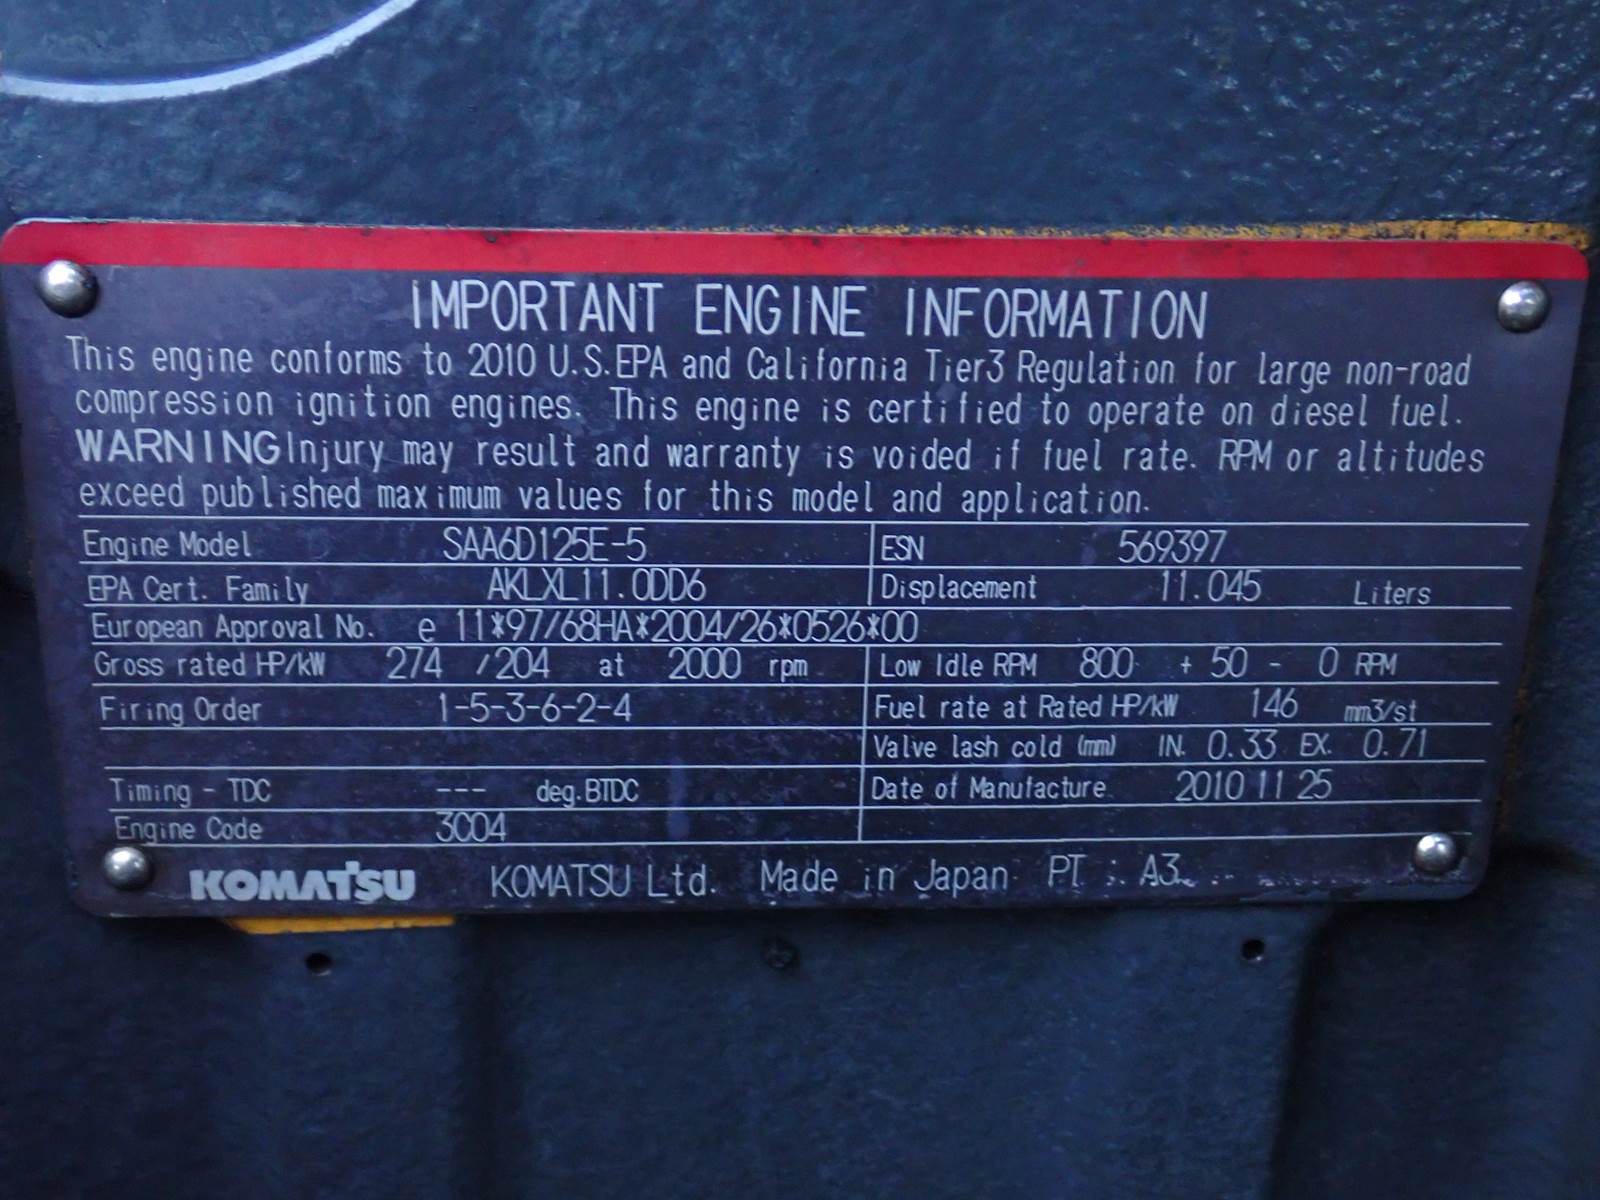 IMPORTANT ENGINE INFORMATION
This engine conforms to 2010 U.S.EPA and California Tier3 Regulation for large non-road
compression ignition engines. This engine is certified to operate on diesel fuel.
WARNING Injury may result and warranty is voided if fuel rate. RPM or altitudes
exceed published maximum values for this model and application.
Engine Model SAA6D125E-5 ESN 569397
EPA Cert. Family AKLXL11.0DD6 Displacement 11.045 Liters
European Approval No. e 11*97/68HA*2004/26*0526*00
Gross rated HP/kW 274 /204 at 2000 rpm Low Idle RPM 800 + 50 - 0 RPM
Firing Order 1-5-3-6-2-4 Fuel rate at Rated HP/kW 146 mm3/st
Valve lash cold (mm) IN. 0.33 EX. 0.71
Timing - TDC --- deg.BTDC Date of Manufacture 2010 11 25
Engine Code 3C04
KOMATSU KOMATSU Ltd. Made in Japan PT : A3